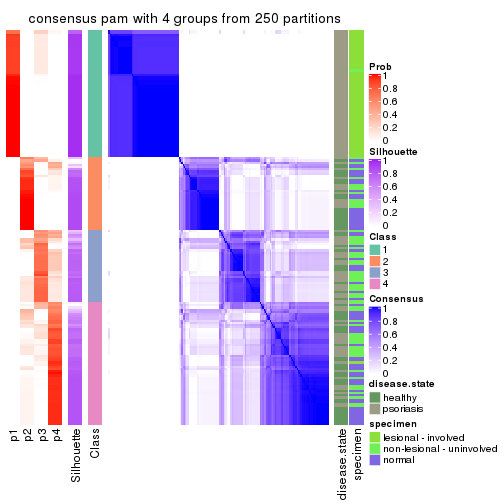 consensus pam with 4 groups from 250 partitions
Prob
1
0.8
0.6
0.4
0.2
0
Silhouette
1
0.8
0.6
0.4
0.2
0
Class
1
2
3
4
Consensus
1
0.8
0.6
0.4
0.2
0
disease.state
healthy
psoriasis
specimen
lesional - involved
non-lesional - uninvolved
normal
p1
p2
p3
p4
Silhouette
Class
disease.state
specimen